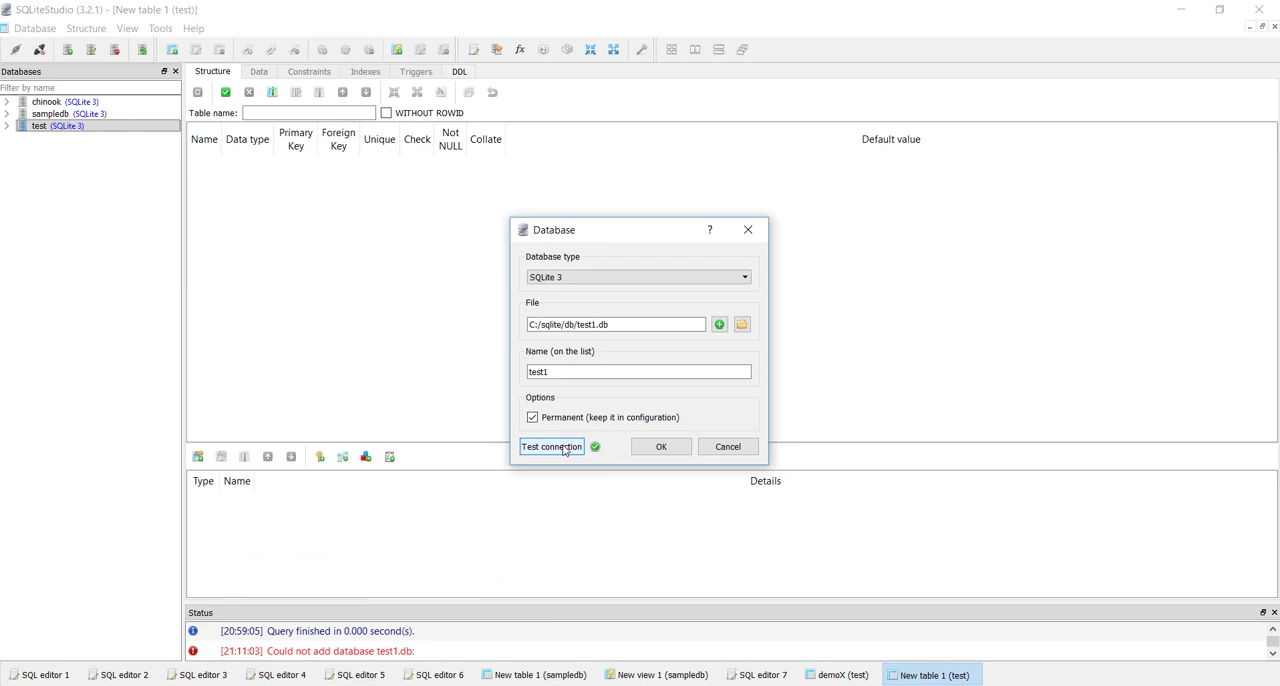 SQLiteStudio (3.2.1) - [New table 1 (test)]
Database Structure View Tools Help
Databases
Filter by name
chinook (SQLite 3)
sampledb (SQLite 3)
test (SQLite 3)
Structure Data Constraints Indexes Triggers DDL
Table name: WITHOUT ROWID
Name Data type Primary Key Foreign Key Unique Check Not NULL Collate Default value
Database ?
Database type
SQLite 3
File
C:/sqlite/db/test1.db
Name (on the list)
test1
Options
Permanent (keep it in configuration)
Test connection OK Cancel
Type Name Details
Status
[20:59:05] Query finished in 0.000 second(s).
[21:11:03] Could not add database test1.db:
SQL editor 1 SQL editor 2 SQL editor 3 SQL editor 4 SQL editor 5 SQL editor 6 New table 1 (sampledb) New view 1 (sampledb) SQL editor 7 demoX (test) New table 1 (test)